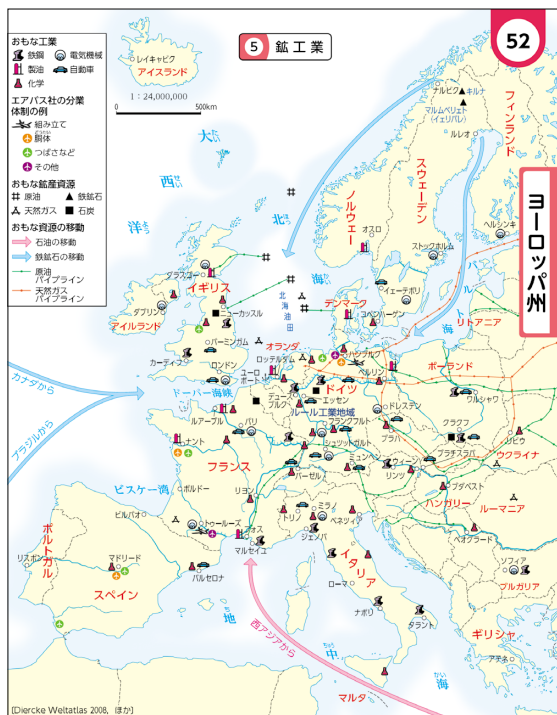 52
ヨーロッパ州
5 鉱工業
おもな工業
鉄鋼
電気機械
製油
自動車
化学
エアバス社の分業
体制の例
組み立て
どうたい
胴体
つばさなど
その他
おもな鉱産資源
原油
鉄鉱石
天然ガス
石炭
おもな資源の移動
石油の移動
鉄鉱石の移動
原油
パイプライン
天然ガス
パイプライン
レイキャビク
アイスランド
1：24,000,000
0
500km
大
西
洋
ナルビク
キルナ
マルムベリェト
(イェリバレ)
ルレオ
フィンランド
スウェーデン
ノルウェー
オスロ
ストックホルム
ヘルシンキ
北
海
北海油田
バルト海
イェーテボリ
デンマーク
コペンハーゲン
リトアニア
グラスゴー
イギリス
ニューカッスル
ダブリン
アイルランド
バーミンガム
カーディフ
ロンドン
オランダ
ロッテルダム
ユーロ
ポート
ハンブルク
ベルリン
ポーランド
ワルシャワ
ドイツ
デュース
ブルク
エッセン
ルール工業地域
ドレスデン
カナダから
ブラジルから
ドーバー海峡
ルアーブル
パリ
フランクフルト
シュツットガルト
プラハ
クラクフ
リビウ
ウクライナ
ナント
フランス
ミュンヘン
ウィーン
ブラチスラバ
バーゼル
リンツ
ブダペスト
ハンガリー
ルーマニア
ビスケー湾
ボルドー
リヨン
ビルバオ
トゥールーズ
フォス
マルセイユ
トリノ
ミラノ
ベネツィア
ジェノバ
ベオグラード
ソフィア
ブルガリア
ポルトガル
リスボン
マドリード
スペイン
バルセロナ
イタリア
ローマ
ナポリ
タラント
ギリシャ
アテネ
地
中
海
西アジアから
マルタ
[Diercke Weltatlas 2008，ほか]